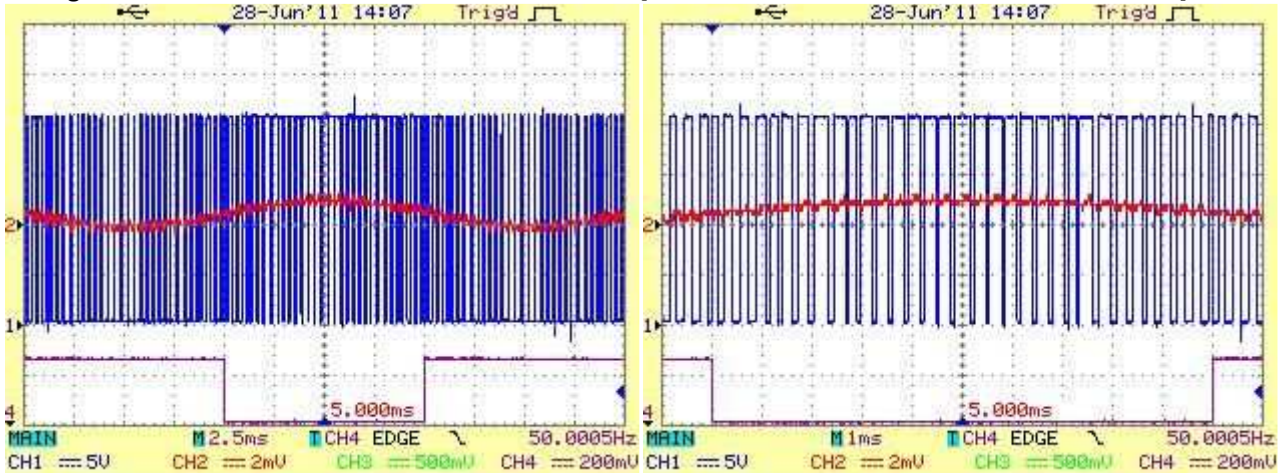 28-Jun'11 14:07 Trig'd
2
1
4
5.000ms
MAIN M 2.5ms T CH4 EDGE 50.0005Hz
CH1 5V CH2 2mV CH3 500mV CH4 200mV
28-Jun'11 14:07 Trig'd
2
1
4
5.000ms
MAIN M 1ms T CH4 EDGE 50.0005Hz
CH1 5V CH2 2mV CH3 500mV CH4 200mV